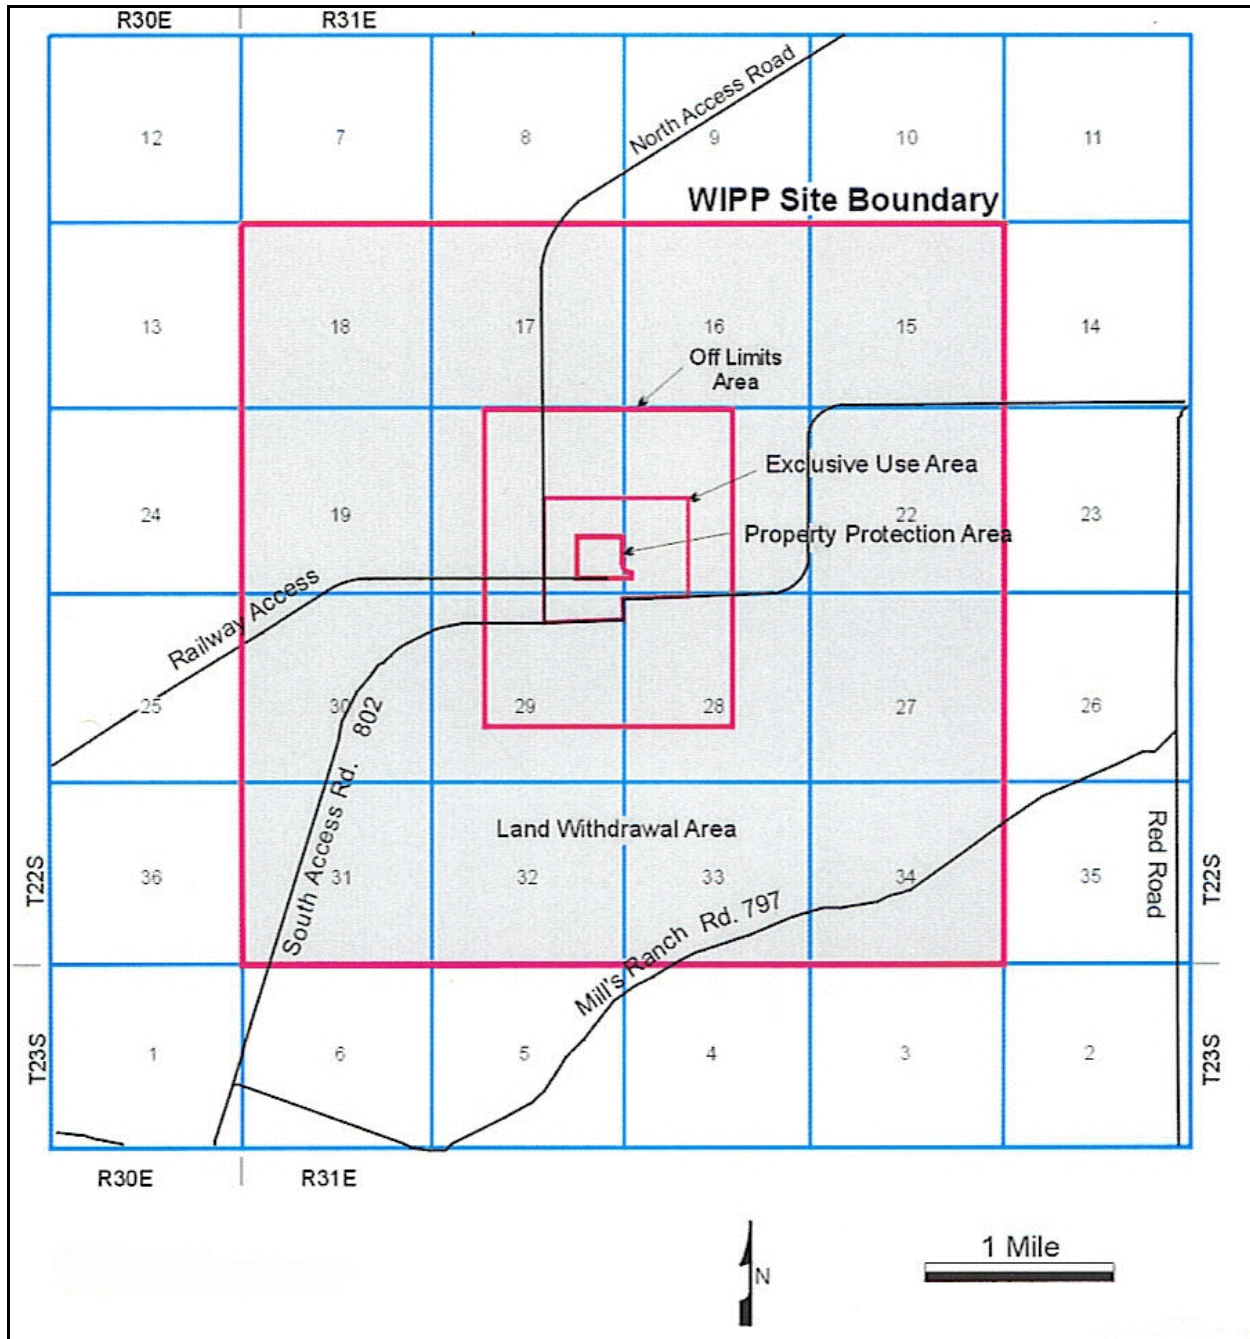 R30E R31E
North Access Road
12 7 8 9 10 11
WIPP Site Boundary
13 18 17 16 15 14
Off Limits
Area
Exclusive Use Area
24 19 22 23
Property Protection Area
Railway Access
25 30 29 28 27 26
South Access Rd. 802
Land Withdrawal Area
Red Road
T22S T22S
36 31 32 33 34 35
Mill's Ranch Rd. 797
T23S T23S
1 6 5 4 3 2
R30E R31E
1 Mile
N